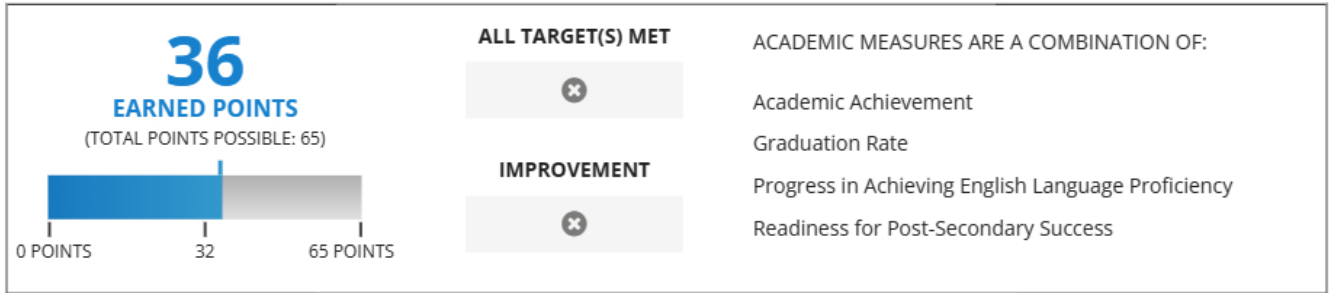 36
EARNED POINTS
(TOTAL POINTS POSSIBLE: 65)
0 POINTS
32
65 POINTS
ALL TARGET(S) MET
IMPROVEMENT
ACADEMIC MEASURES ARE A COMBINATION OF:
Academic Achievement
Graduation Rate
Progress in Achieving English Language Proficiency
Readiness for Post-Secondary Success